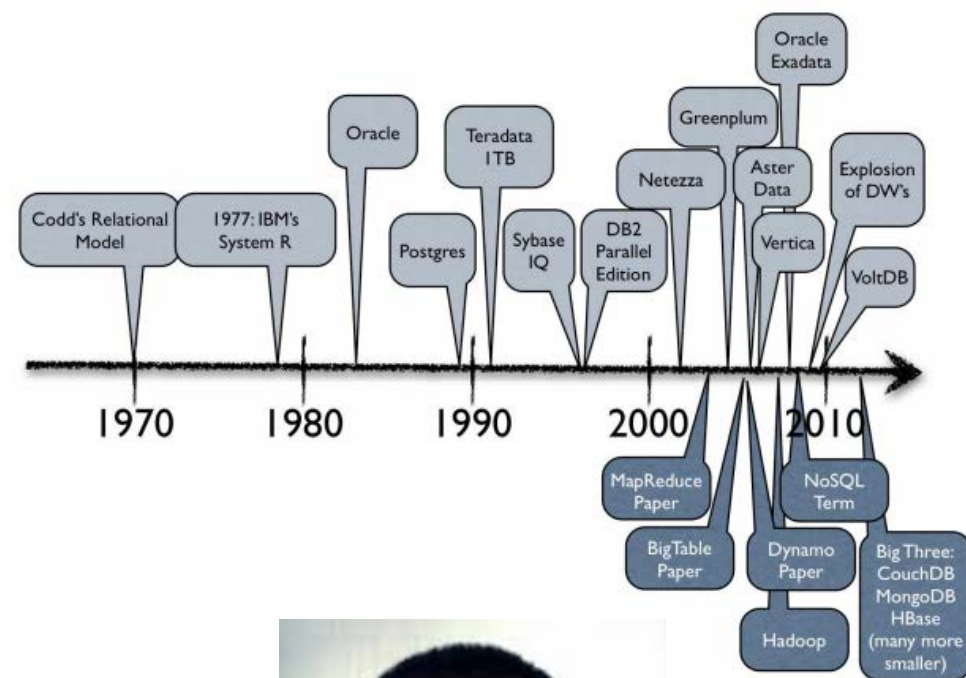 Oracle
Exadata
Greenplum
Oracle
Teradata
1TB
Netezza
Aster
Data
Explosion
of DW's
Codd's Relational
Model
1977: IBM's
System R
Postgres
Sybase
IQ
DB2
Parallel
Edition
Vertica
VoltDB
1970
1980
1990
2000
2010
MapReduce
Paper
NoSQL
Term
BigTable
Paper
Dynamo
Paper
Big Three:
CouchDB
MongoDB
HBase
(many more
smaller)
Hadoop